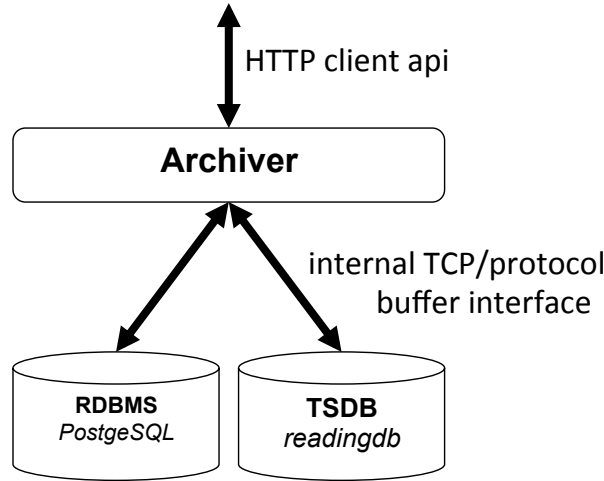 HTTP client api
Archiver
internal TCP/protocol
buffer interface
RDBMS
PostgeSQL
TSDB
readingdb